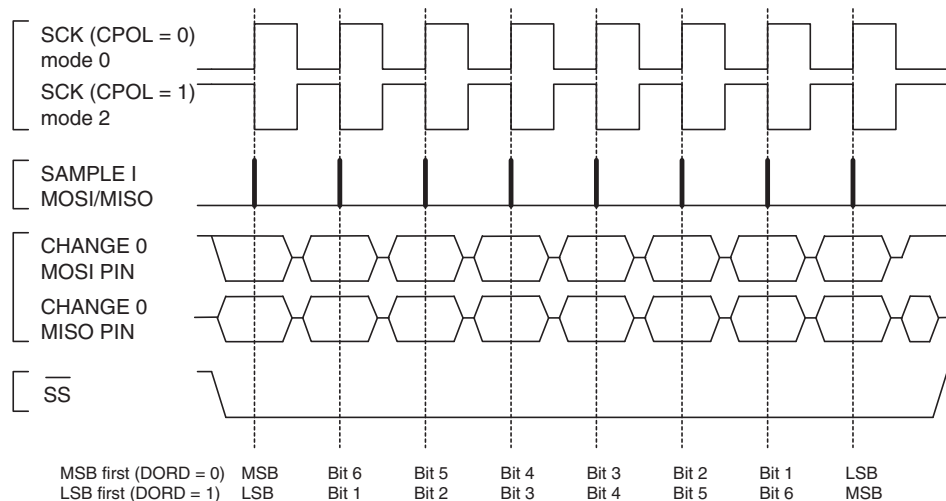 SCK (CPOL = 0)
mode 0
SCK (CPOL = 1)
mode 2
SAMPLE I
MOSI/MISO
CHANGE 0
MOSI PIN
CHANGE 0
MISO PIN
SS
MSB first (DORD = 0) MSB Bit 6 Bit 5 Bit 4 Bit 3 Bit 2 Bit 1 LSB
LSB first (DORD = 1) LSB Bit 1 Bit 2 Bit 3 Bit 4 Bit 5 Bit 6 MSB